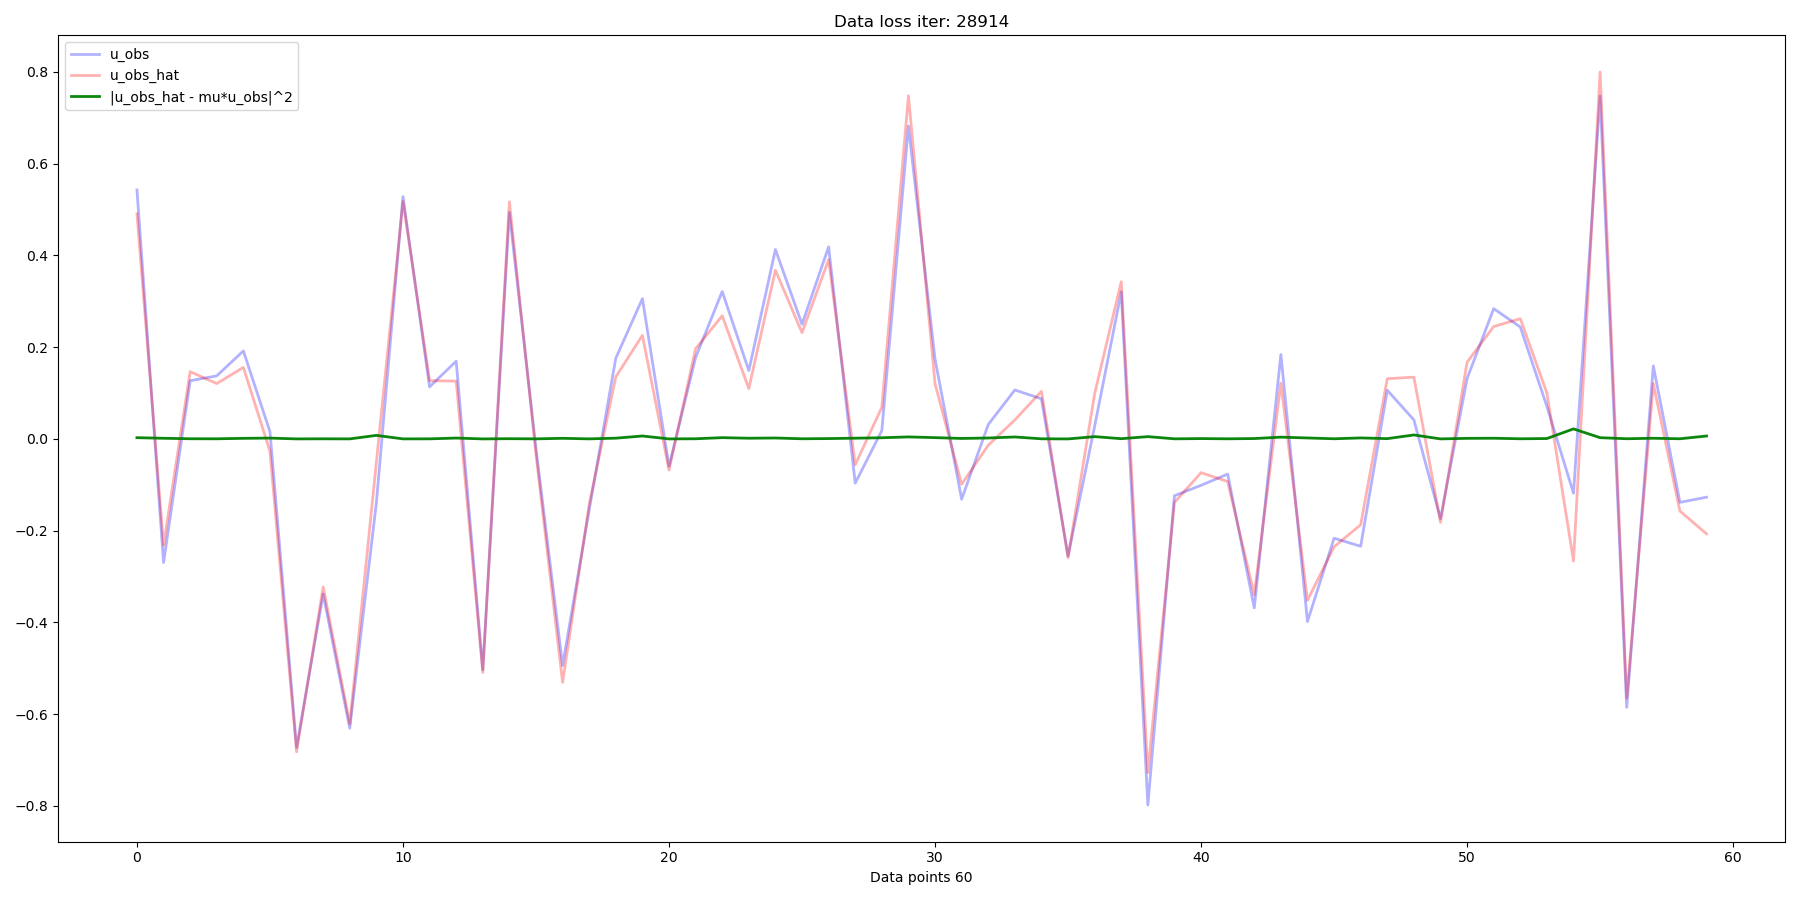 Data loss iter: 28914
u_obs
u_obs_hat
|u_obs_hat - mu*u_obs|^2
0.8
0.6
0.4
0.2
0.0
−0.2
−0.4
−0.6
−0.8
0 10 20 30 40 50 60
Data points 60